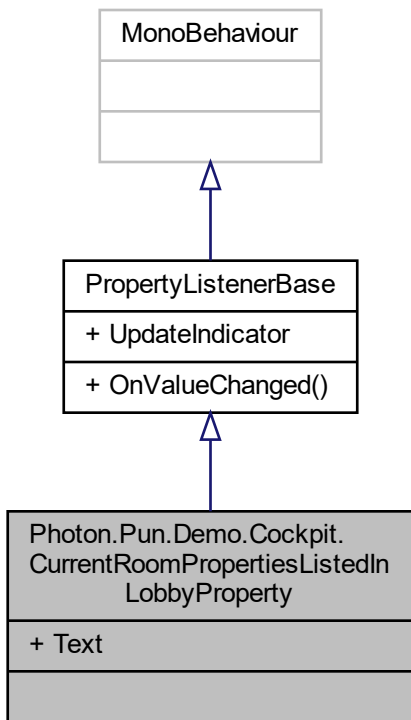 MonoBehaviour
PropertyListenerBase
+ UpdateIndicator
+ OnValueChanged()
Photon.Pun.Demo.Cockpit.
CurrentRoomPropertiesListedIn
LobbyProperty
+ Text